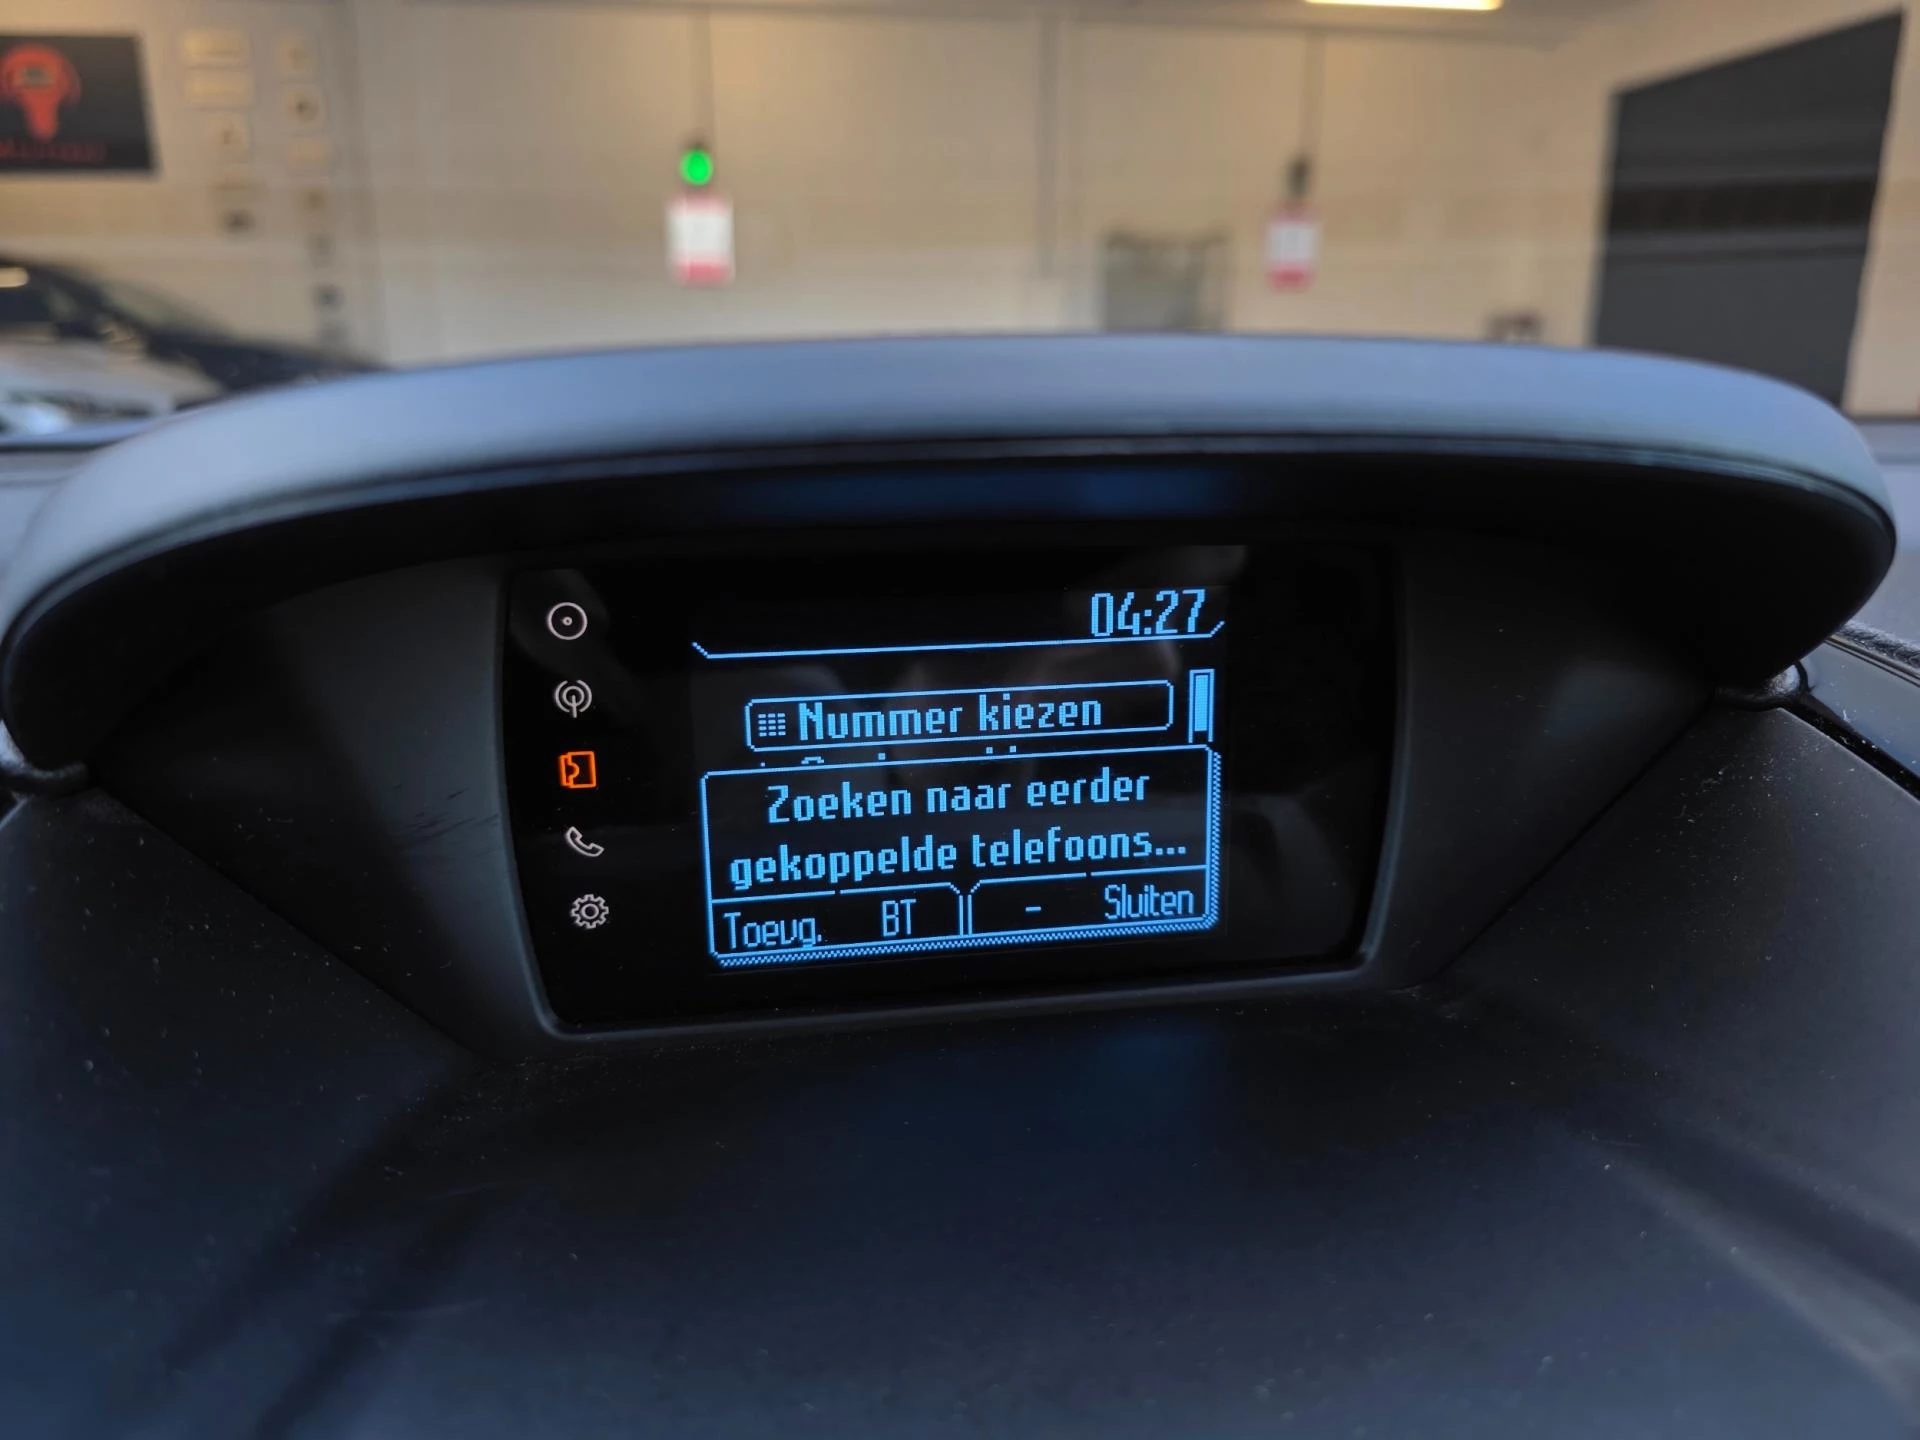 04:27
Nummer kiezen
Zoeken naar eerder
gekoppelde telefoons...
Toevg. BT - Sluiten